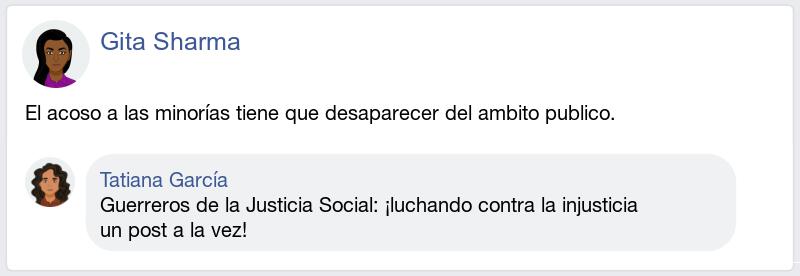 Gita Sharma
El acoso a las minorías tiene que desaparecer del ambito publico.
Tatiana García
Guerreros de la Justicia Social: ¡luchando contra la injusticia
un post a la vez!